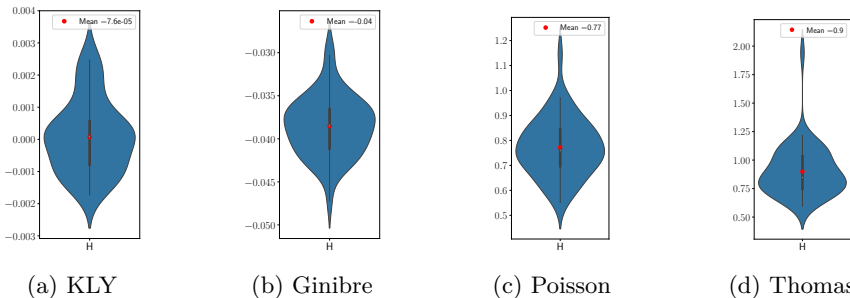 Mean −7.6e-05
0.004
0.003
0.002
0.001
0.000
−0.001
−0.002
−0.003
H
(a) KLY
Mean −-0.04
−0.030
−0.035
−0.040
−0.045
−0.050
H
(b) Ginibre
Mean −0.77
1.2
1.1
1.0
0.9
0.8
0.7
0.6
0.5
H
(c) Poisson
Mean −0.9
2.00
1.75
1.50
1.25
1.00
0.75
0.50
H
(d) Thomas